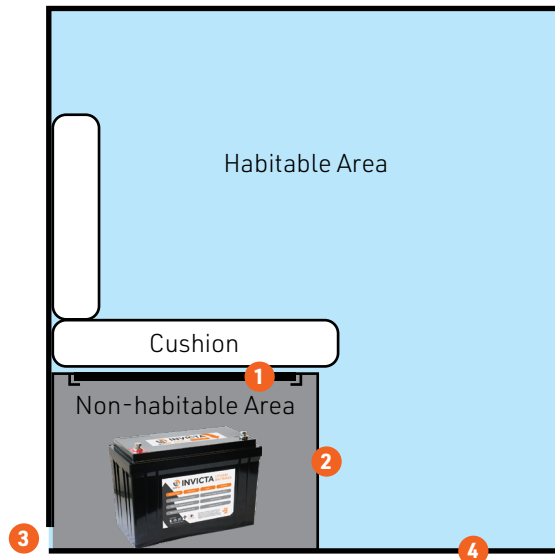 Habitable Area
Cushion
1
Non-habitable Area
INVICTA
2
INVICTA
3
4